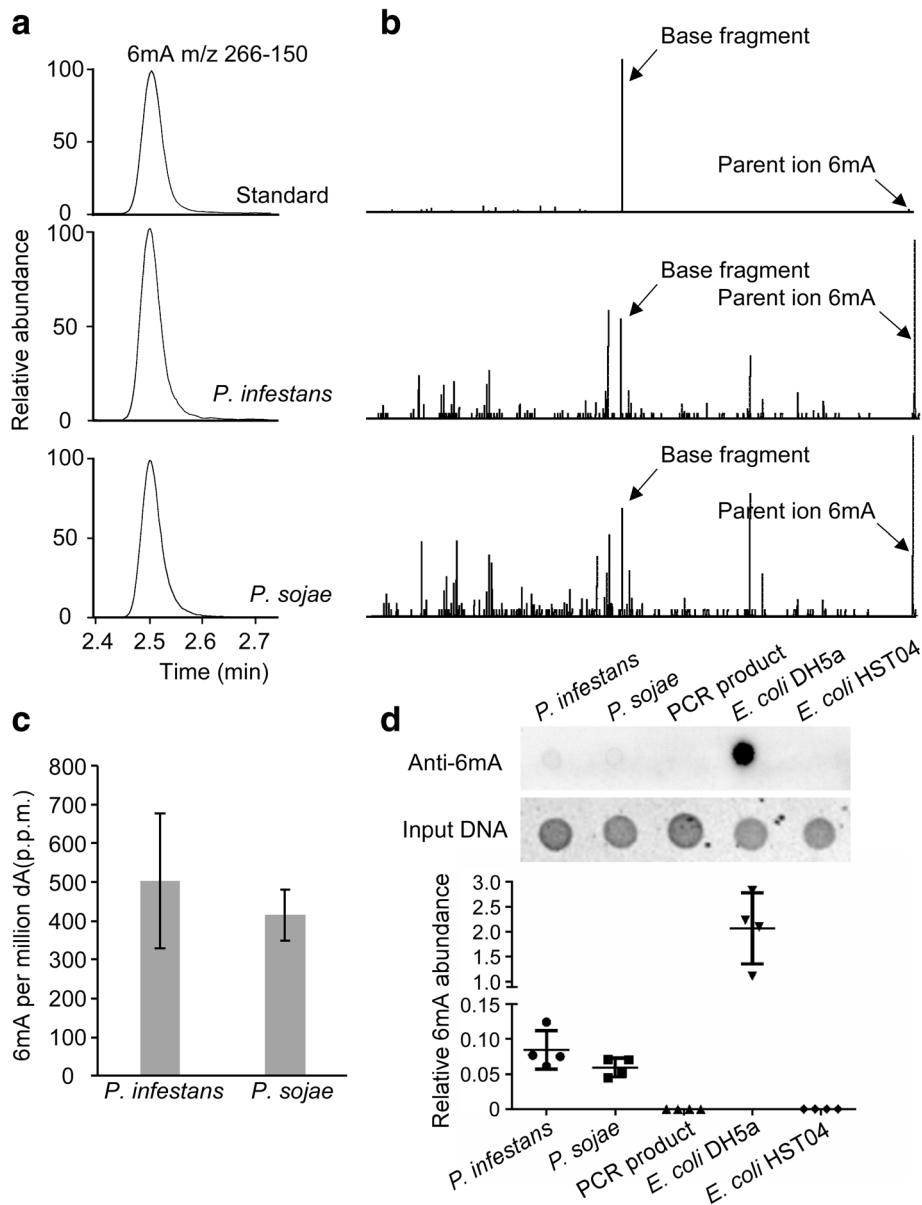 a
6mA m/z 266-150
Relative abundance
100
50
0
Standard
100
50
0
P. infestans
100
50
0
P. sojae
2.4 2.5 2.6 2.7
Time (min)
b
Base fragment
Parent ion 6mA
Base fragment
Parent ion 6mA
Base fragment
Parent ion 6mA
c
6mA per million dA(p.p.m.)
800
700
600
500
400
300
200
100
0
P. infestans P. sojae
d
P. infestans
P. sojae
PCR product
E. coli DH5a
E. coli HST04
Anti-6mA
Input DNA
Relative 6mA abundance
3.0
2.5
2.0
1.5
1.0
0.15
0.10
0.05
0
P. infestans
P. sojae
PCR product
E. coli DH5a
E. coli HST04